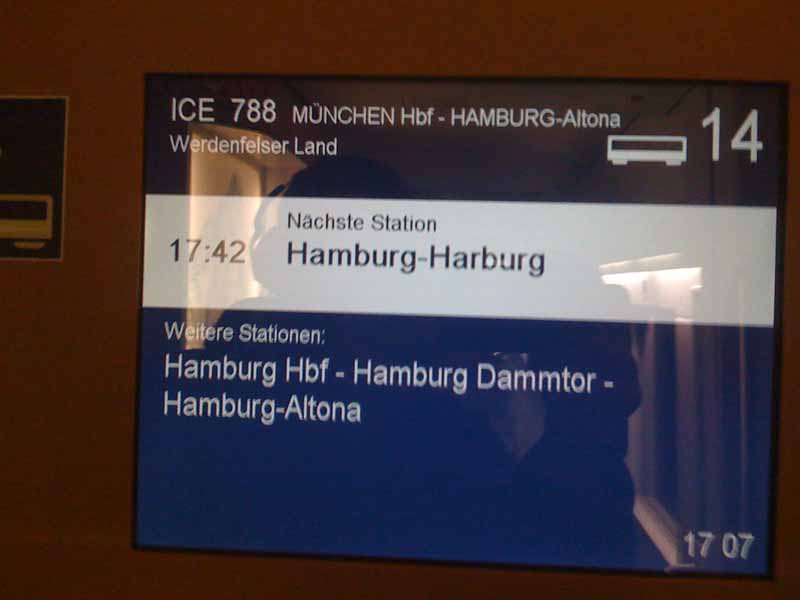 ICE 788 MÜNCHEN Hbf - HAMBURG-Altona
14
Werdenfelser Land
Nächste Station
17:42 Hamburg-Harburg
Weitere Stationen:
Hamburg Hbf - Hamburg Dammtor -
Hamburg-Altona
17 07